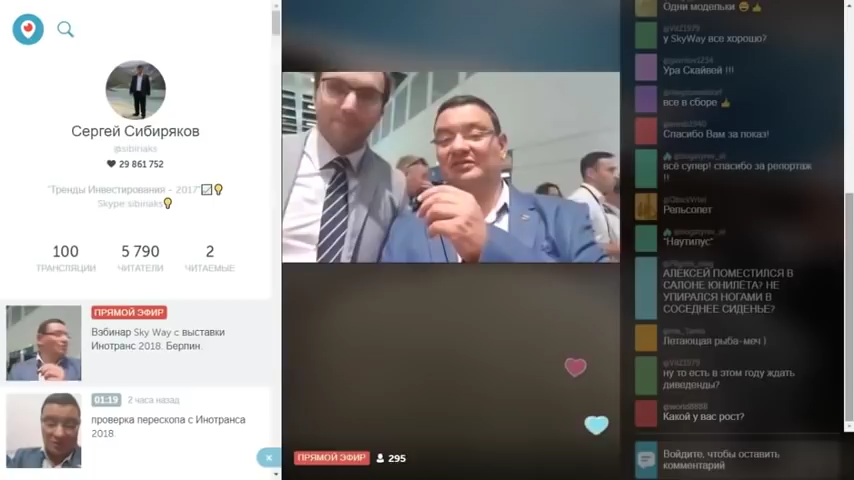 Сергей Сибиряков
@sibiriaks
29 861 752
"Тренды Инвестирования - 2017"
Skype sibiriaks
100
5 790
2
ТРАНСЛЯЦИИ
ЧИТАТЕЛИ
ЧИТАЕМЫЕ
ПРЯМОЙ ЭФИР
Вэбинар Sky Way с выставки
Инотранс 2018. Берлин.
01:19
2 часа назад
проверка перескопа с Инотранса
2018.
ПРЯМОЙ ЭФИР
295
Одни модельки
у SkyWay все хорошо?
Ура Скайвей !!!
все в сборе
Спасибо Вам за показ!
всё супер! спасибо за репортаж
!!
Рельсолет
"Наутилус"
АЛЕКСЕЙ ПОМЕСТИЛСЯ В
САЛОНЕ ЮНИЛЁТА? НЕ
УПИРАЛСЯ НОГАМИ В
СОСЕДНЕЕ СИДЕНЬЕ?
Летающая рыба-меч )
ну то есть в этом году ждать
диведенды?
Какой у вас рост?
Войдите, чтобы оставить
комментарий